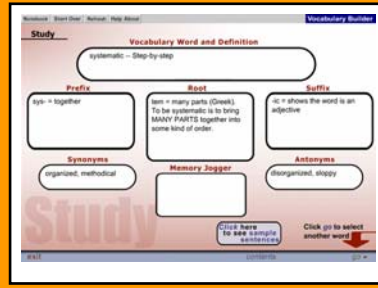 Notebook Start Over Refresh Help About
Vocabulary Builder
Study
Vocabulary Word and Definition
systematic – Step-by-step
Prefix
Root
Suffix
sys- = together
tem = many parts (Greek).
To be systematic is to bring
MANY PARTS together into
some kind of order.
-ic = shows the word is an
adjective
Synonyms
organized, methodical
Memory Jogger
Antonyms
disorganized, sloppy
Study
Click here
to see sample
sentences
Click go to select
another word
exit
contents
go